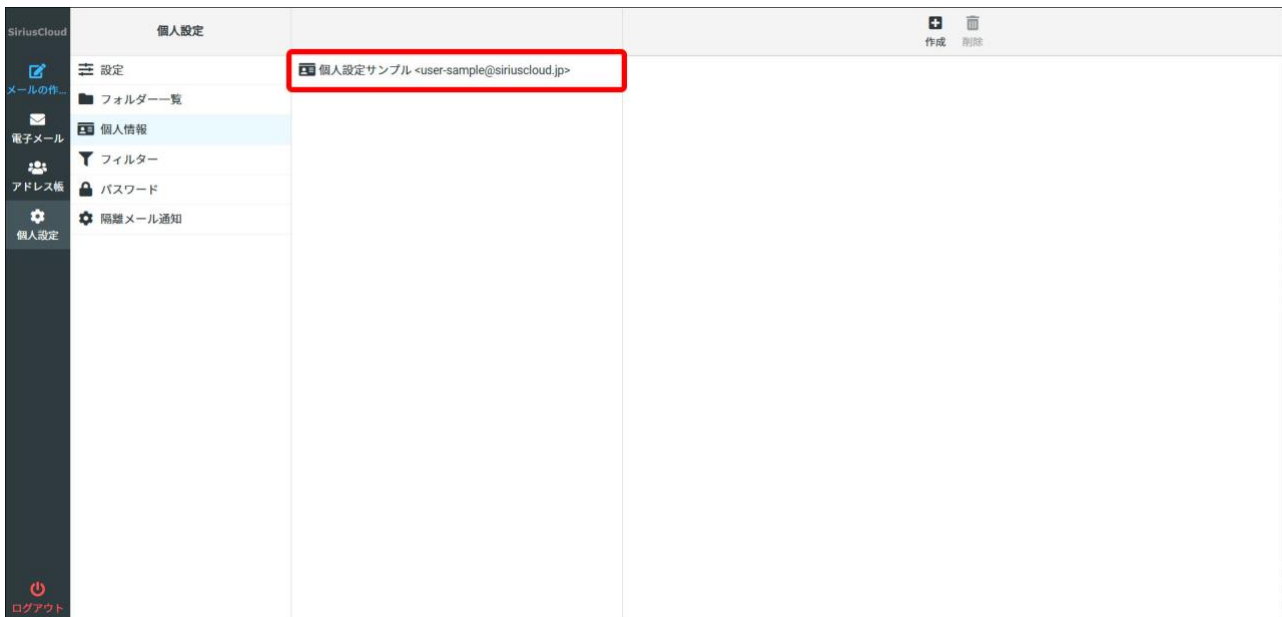 SiriusCloud
メールの作...
電子メール
アドレス帳
個人設定
ログアウト
個人設定
設定
フォルダー一覧
個人情報
フィルター
パスワード
隔離メール通知
個人設定サンプル <user-sample@siriuscloud.jp>
作成
削除